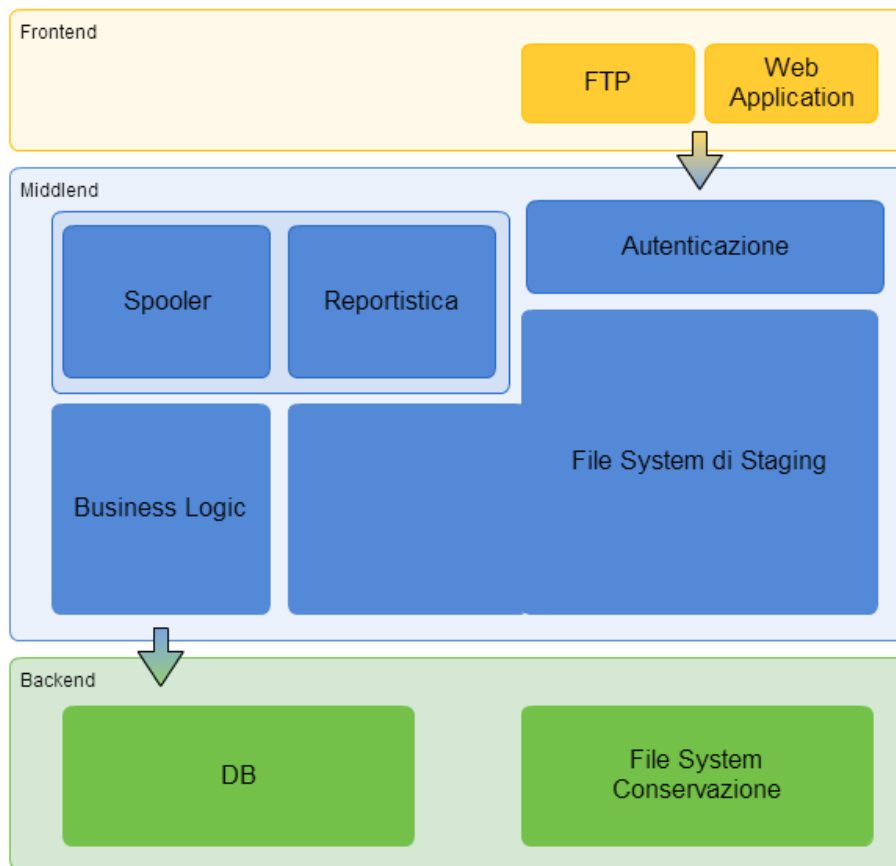 Frontend
FTP
Web
Application
Middlend
Spooler
Reportistica
Autenticazione
Business Logic
File System di Staging
Backend
DB
File System
Conservazione